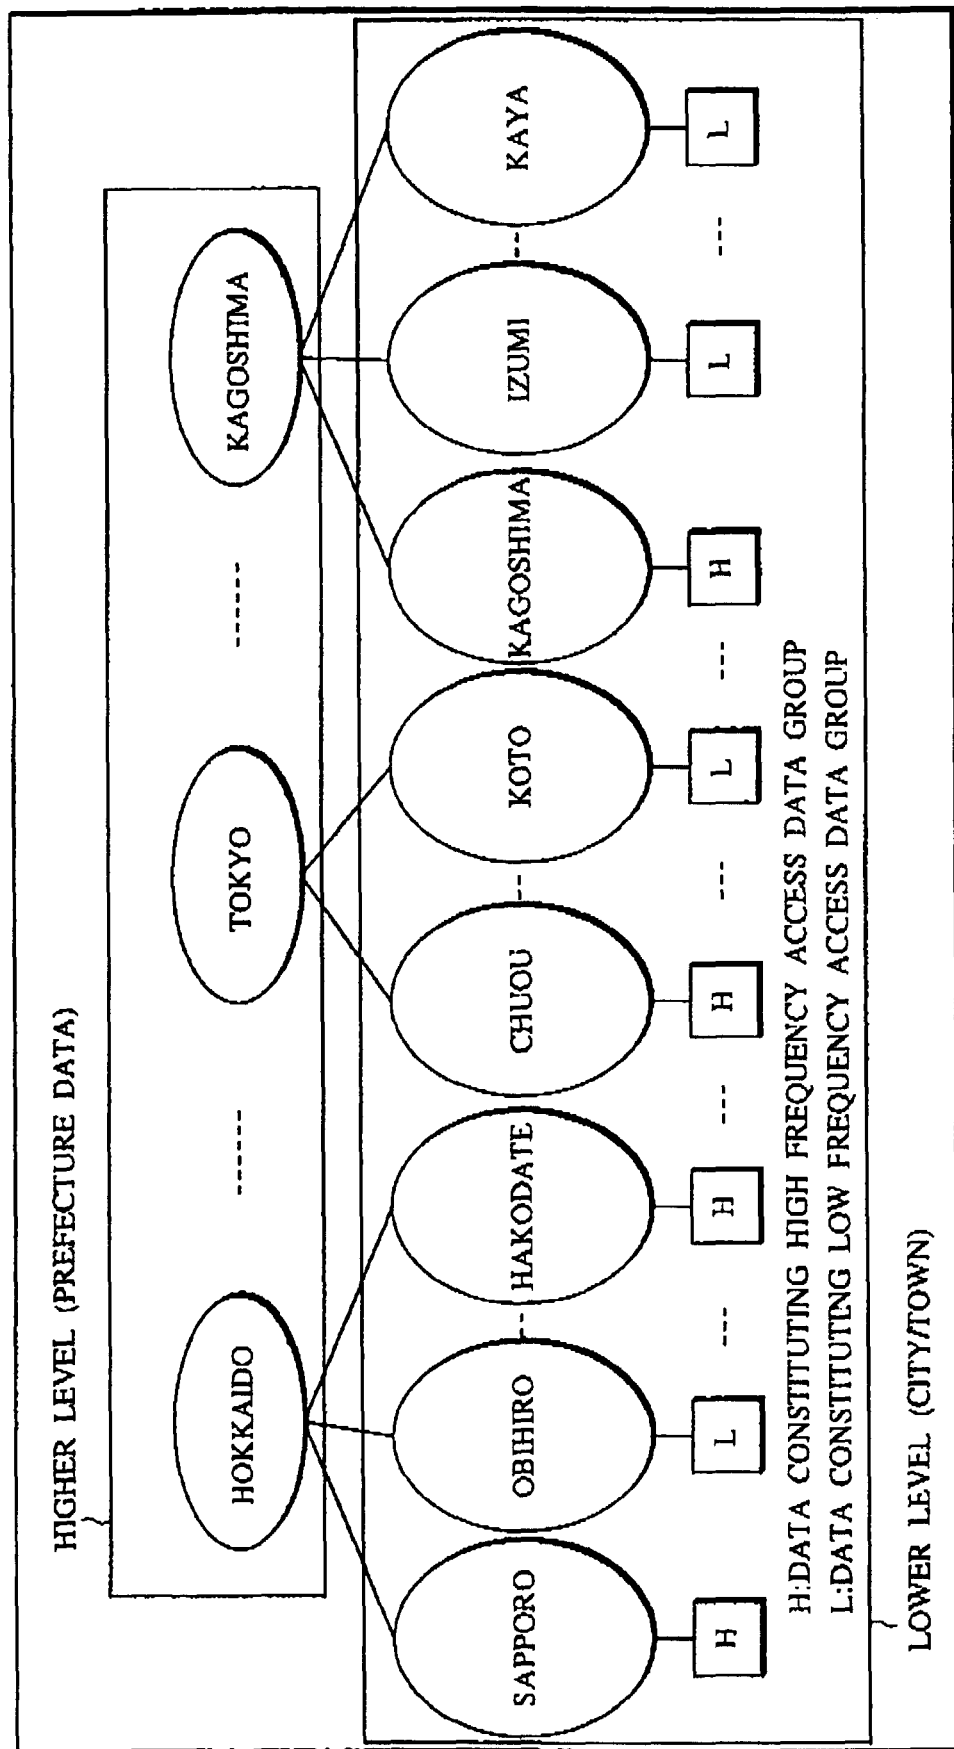 HIGHER LEVEL (PREFECTURE DATA)
HOKKAIDO ------ TOKYO ------ KAGOSHIMA
SAPPORO OBIHIRO --- HAKODATE CHUOU --- KOTO KAGOSHIMA IZUMI --- KAYA
H L --- H --- H --- L --- H L --- L
H:DATA CONSTITUTING HIGH FREQUENCY ACCESS DATA GROUP
L:DATA CONSTITUTING LOW FREQUENCY ACCESS DATA GROUP
LOWER LEVEL (CITY/TOWN)